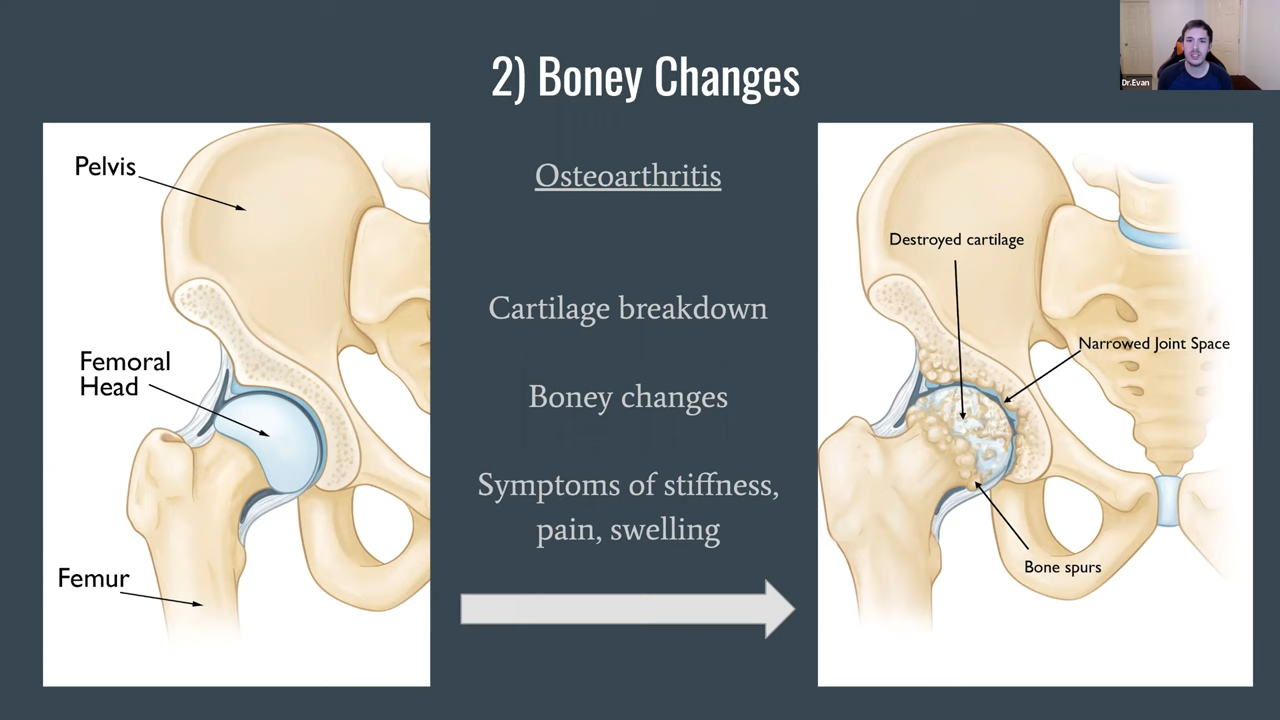 2) Boney Changes
Dr.Evan
Pelvis
Femoral
Head
Femur
Osteoarthritis
Cartilage breakdown
Boney changes
Symptoms of stiffness,
pain, swelling
Destroyed cartilage
Narrowed Joint Space
Bone spurs